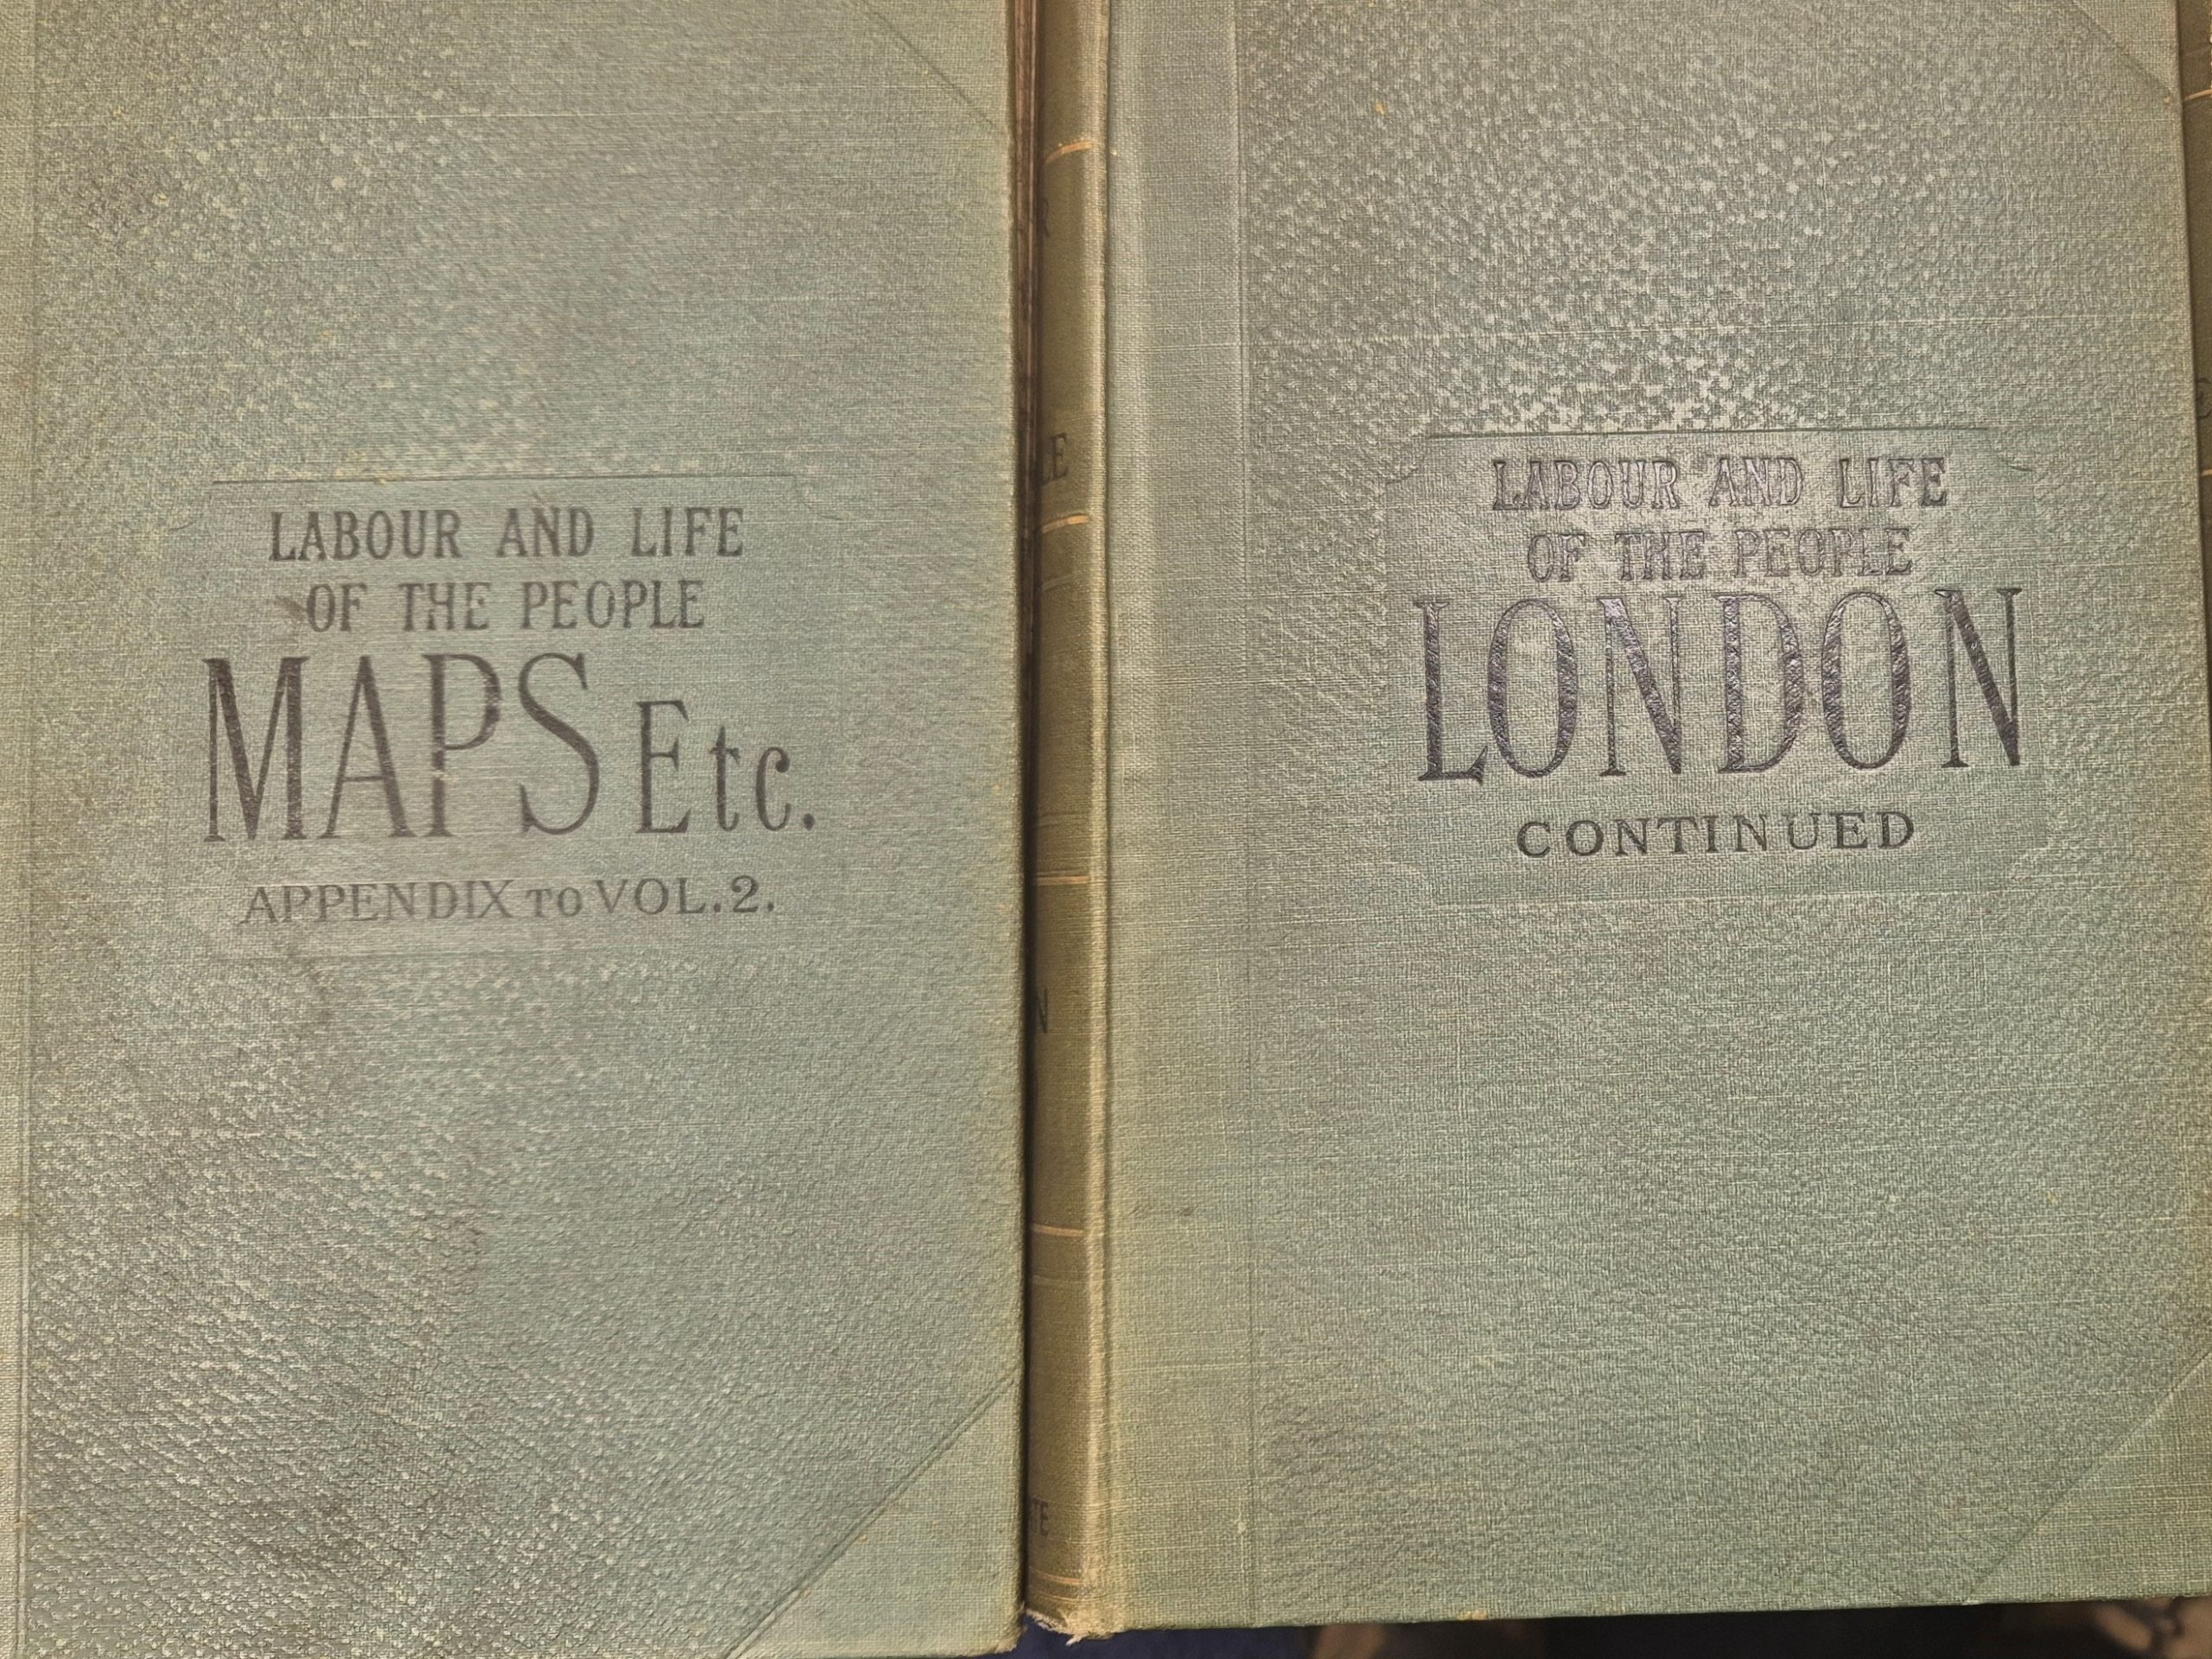 LABOUR AND LIFE
OF THE PEOPLE
MAPS Etc.
APPENDIX TO VOL.2.
LABOUR AND LIFE
OF THE PEOPLE
LONDON
CONTINUED